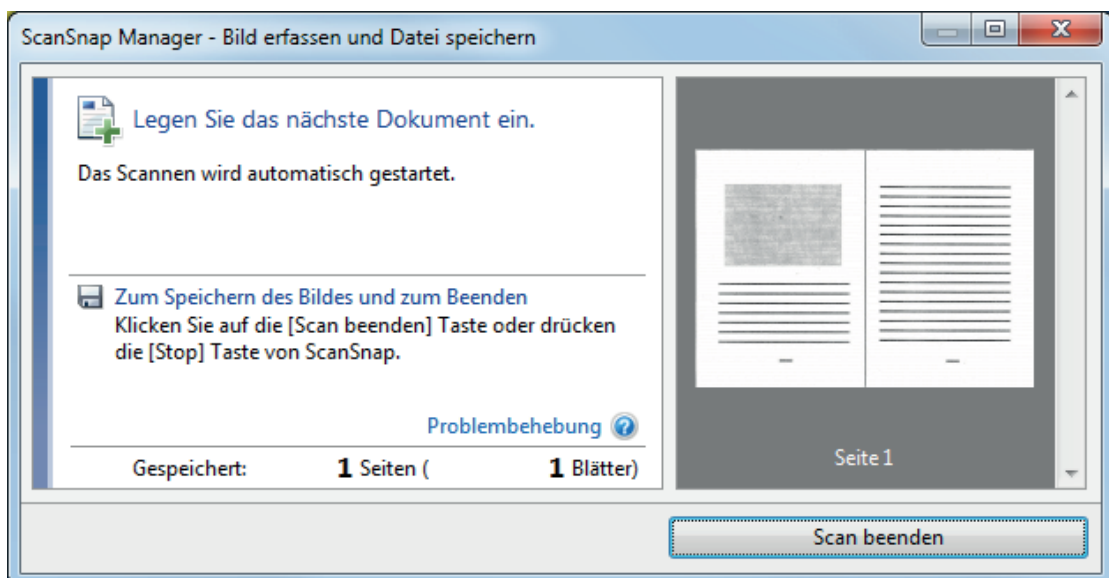 ScanSnap Manager - Bild erfassen und Datei speichern
Legen Sie das nächste Dokument ein.
Das Scannen wird automatisch gestartet.
Zum Speichern des Bildes und zum Beenden
Klicken Sie auf die [Scan beenden] Taste oder drücken
die [Stop] Taste von ScanSnap.
Problembehebung
Gespeichert: 1 Seiten ( 1 Blätter)
Seite 1
Scan beenden